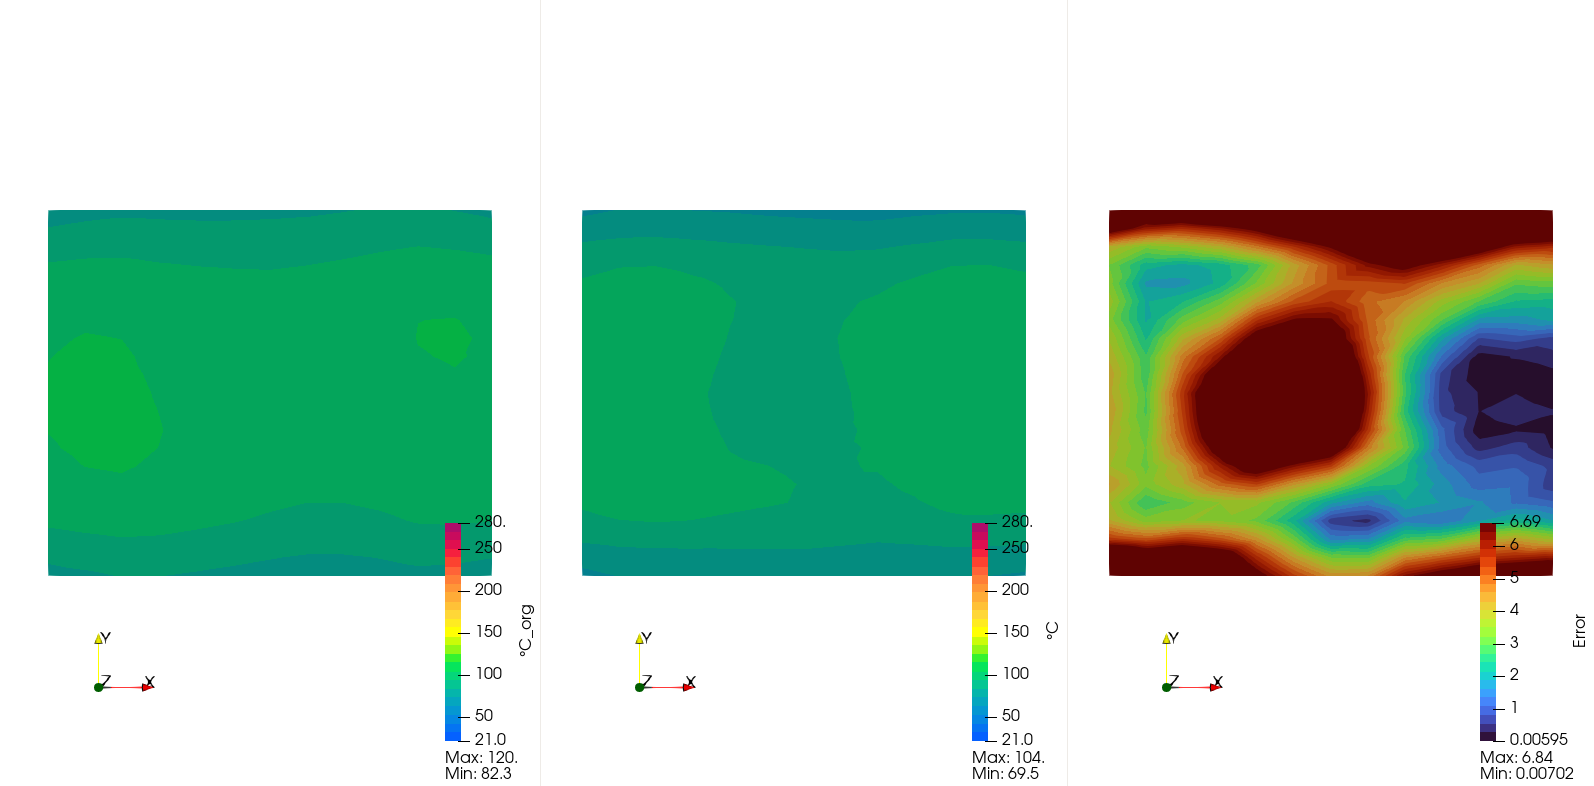 280.
250
200
150
100
50
21.0
°C_org
Max: 120.
Min: 82.3
Y
Z
X
280.
250
200
150
100
50
21.0
°C
Max: 104.
Min: 69.5
Y
Z
X
6.69
6
5
4
3
2
1
0.00595
Error
Max: 6.84
Min: 0.00702
Y
Z
X